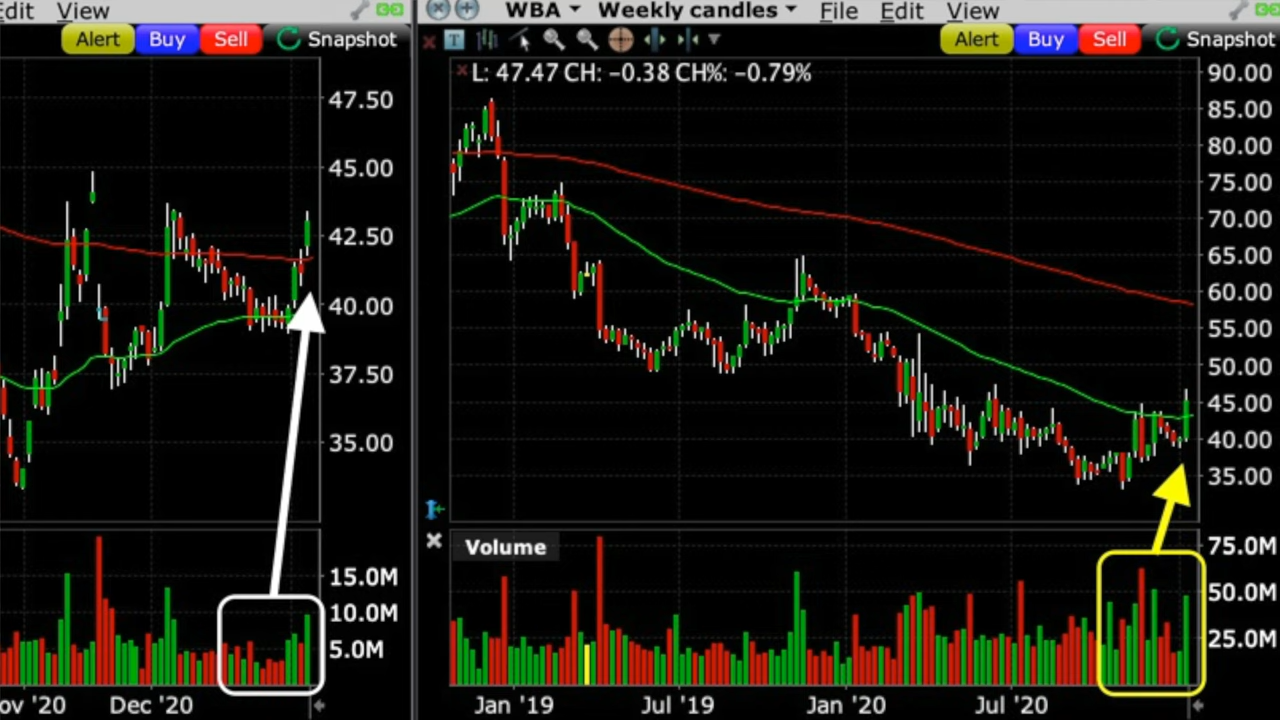 Edit View
WBA Weekly candles File Edit View
Alert Buy Sell Snapshot
T
Alert Buy Sell Snapshot
L: 47.47 CH: −0.38 CH%: −0.79%
47.50
45.00
42.50
40.00
37.50
35.00
15.0M
10.0M
5.0M
ov '20 Dec '20
90.00
85.00
80.00
75.00
70.00
65.00
60.00
55.00
50.00
45.00
40.00
35.00
Volume
75.0M
50.0M
25.0M
Jan '19 Jul '19 Jan '20 Jul '20